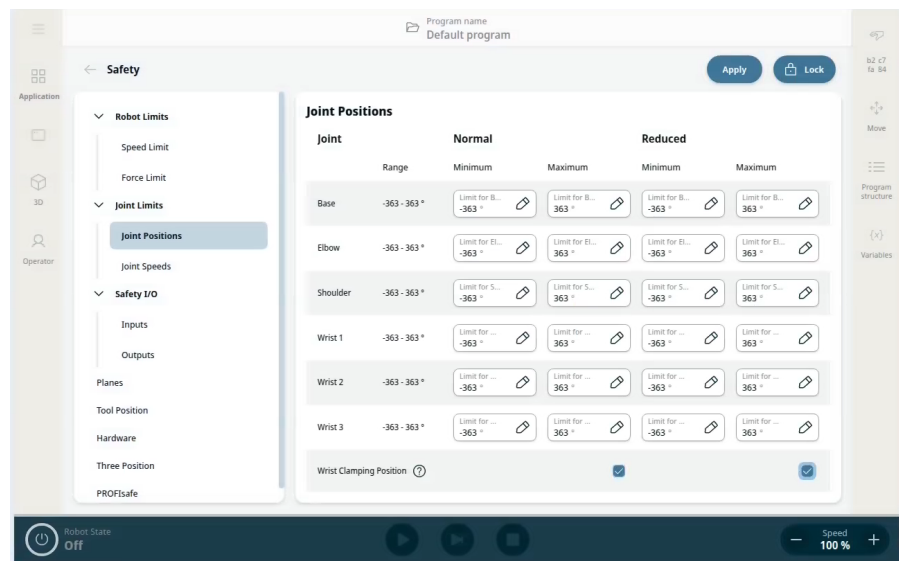 Program name
Default program
Safety
Apply
Lock
b2 c7
fa 84
Application
Move
3D
Program
structure
Operator
Variables
Robot Limits
Speed Limit
Force Limit
Joint Limits
Joint Positions
Joint Speeds
Safety I/O
Inputs
Outputs
Planes
Tool Position
Hardware
Three Position
PROFIsafe
Joint Positions
Joint Normal Reduced
Range Minimum Maximum Minimum Maximum
Limit for B... Limit for B... Limit for B... Limit for B...
Base -363 - 363 ° -363 ° 363 ° -363 ° 363 °
Limit for El... Limit for El... Limit for El... Limit for El...
Elbow -363 - 363 ° -363 ° 363 ° -363 ° 363 °
Limit for S... Limit for S... Limit for S... Limit for S...
Shoulder -363 - 363 ° -363 ° 363 ° -363 ° 363 °
Limit for ... Limit for ... Limit for ... Limit for ...
Wrist 1 -363 - 363 ° -363 ° 363 ° -363 ° 363 °
Limit for ... Limit for ... Limit for ... Limit for ...
Wrist 2 -363 - 363 ° -363 ° 363 ° -363 ° 363 °
Limit for ... Limit for ... Limit for ... Limit for ...
Wrist 3 -363 - 363 ° -363 ° 363 ° -363 ° 363 °
Wrist Clamping Position ?
Robot State
Off
Speed
100 %